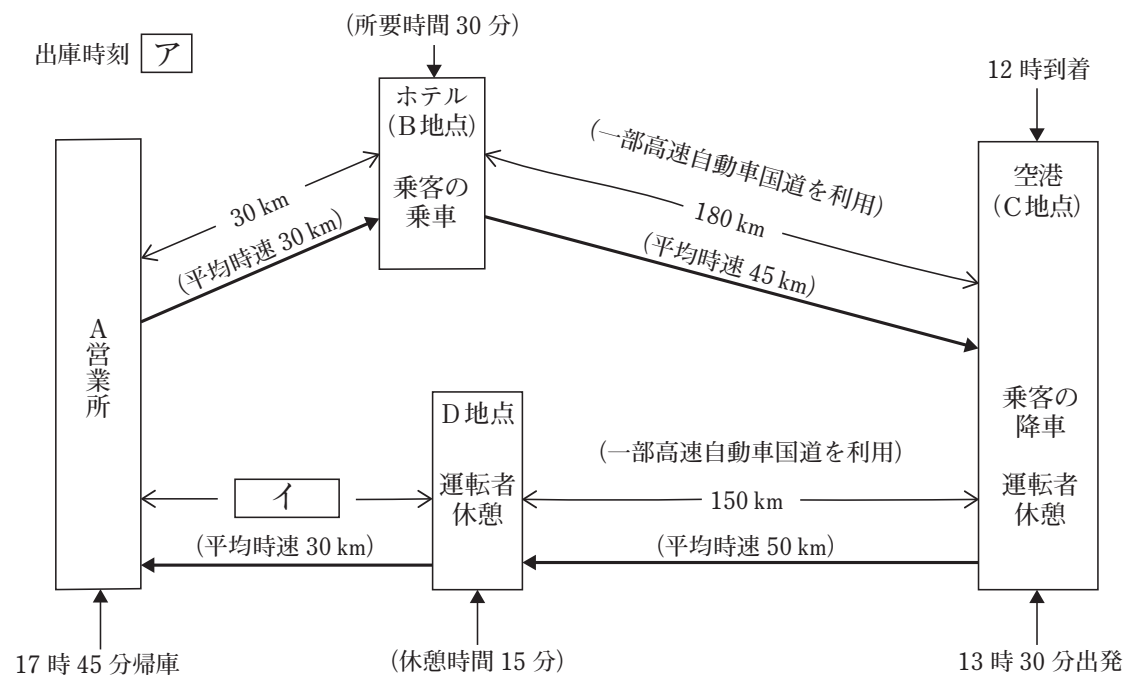 出庫時刻 ア
(所要時間 30 分)
ホテル
(B 地点)
乗客の
乗車
12 時到着
(一部高速自動車国道を利用)
180 km
(平均時速 45 km)
30 km
(平均時速 30 km)
空港
(C 地点)
乗客の
降車
運転者
休憩
A
営
業
所
D 地点
運転者
休憩
(一部高速自動車国道を利用)
イ
150 km
(平均時速 30 km)
(平均時速 50 km)
17 時 45 分帰庫
(休憩時間 15 分)
13 時 30 分出発